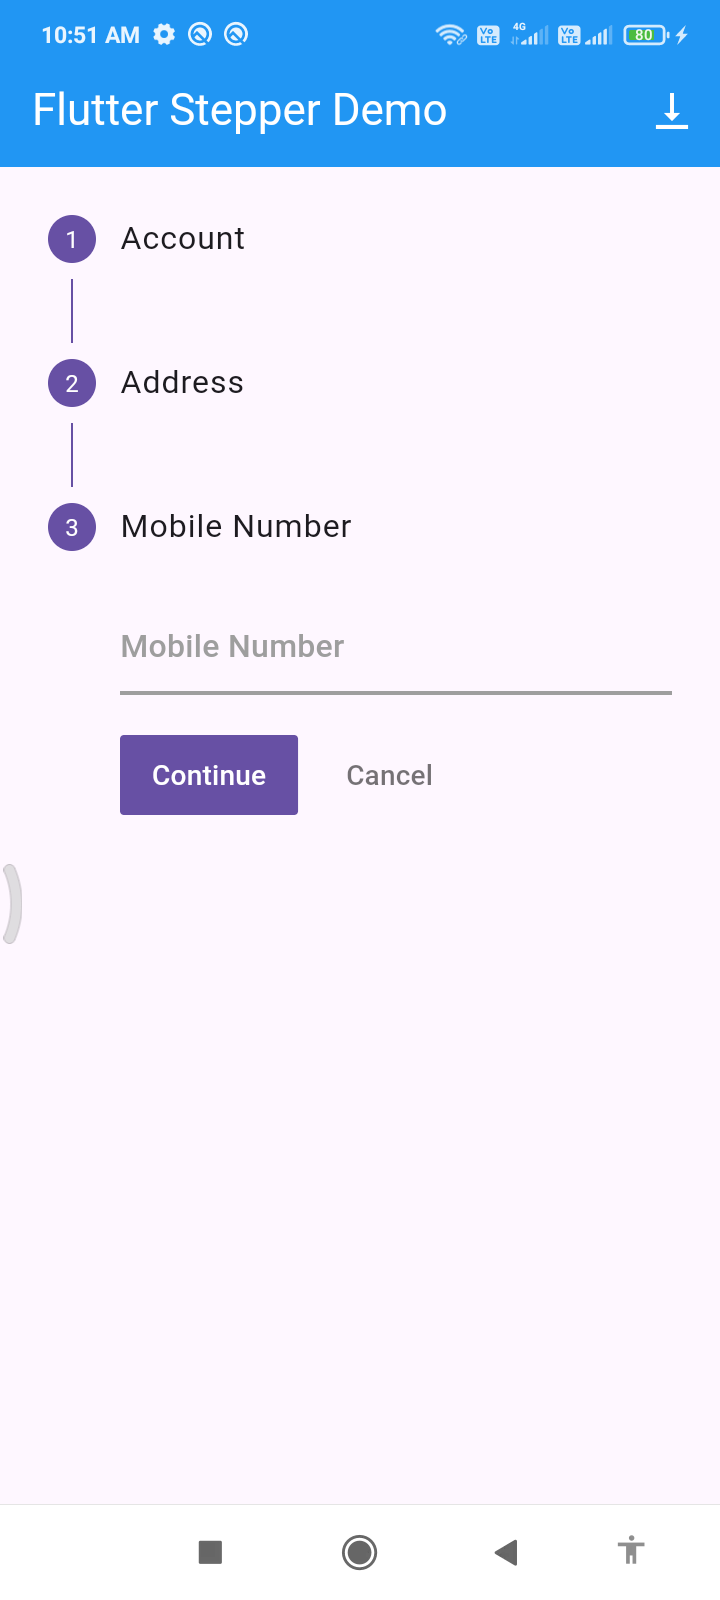 10:51 AM Vo LTE 4G Vo LTE 80
Flutter Stepper Demo
1 Account
2 Address
3 Mobile Number
Mobile Number
Continue Cancel